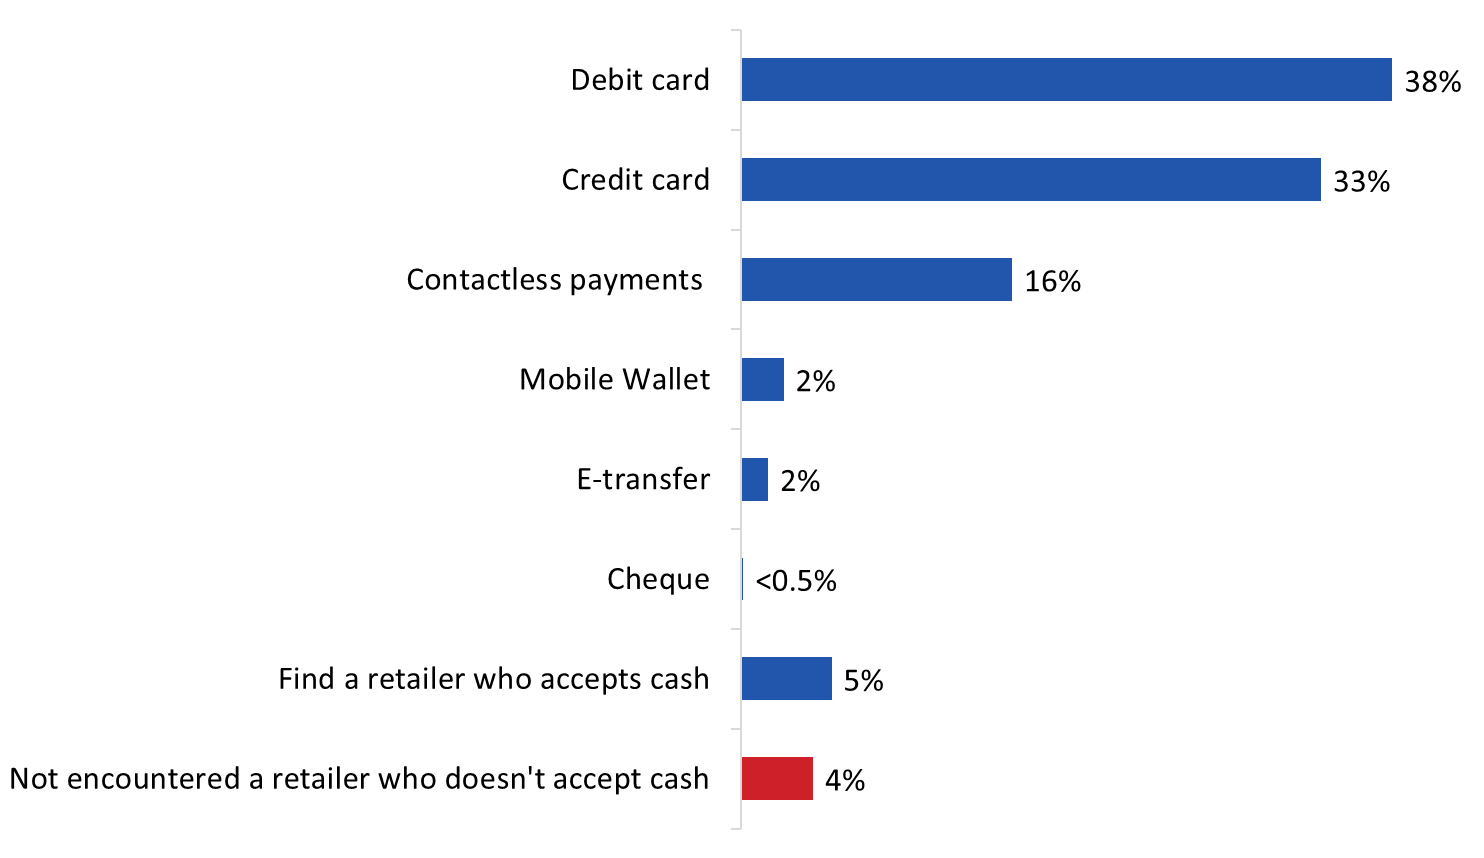 Debit card 38%
Credit card 33%
Contactless payments 16%
Mobile Wallet 2%
E-transfer 2%
Cheque <0.5%
Find a retailer who accepts cash 5%
Not encountered a retailer who doesn't accept cash 4%